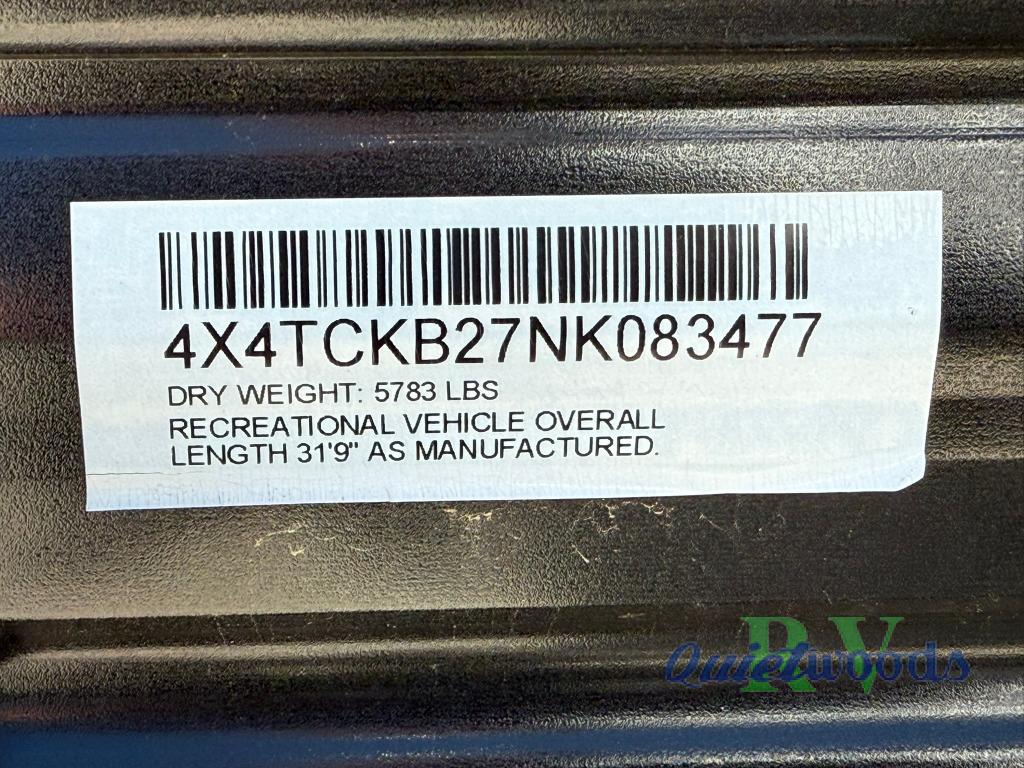 4X4TCKB27NK083477
DRY WEIGHT: 5783 LBS
RECREATIONAL VEHICLE OVERALL
LENGTH 31'9" AS MANUFACTURED.
RV
Quietwoods